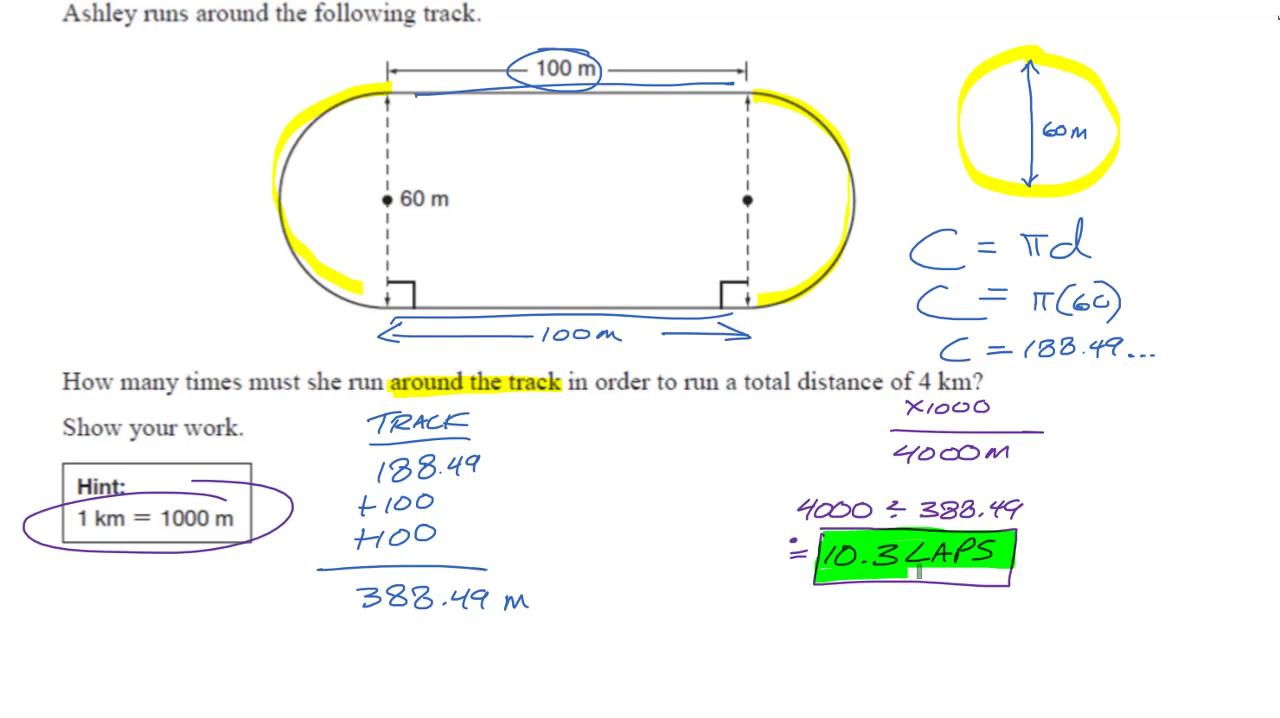 Ashley runs around the following track.
100 m
60 m
60 M
C = πd
C = π(60)
C = 188.49...
100 m
How many times must she run around the track in order to run a total distance of 4 km?
×1000
4000 M
Show your work.
TRACK
188.49
+100
+100
388.49 m
Hint:
1 km = 1000 m
4000 ÷ 388.49
≐ 10.3 LAPS